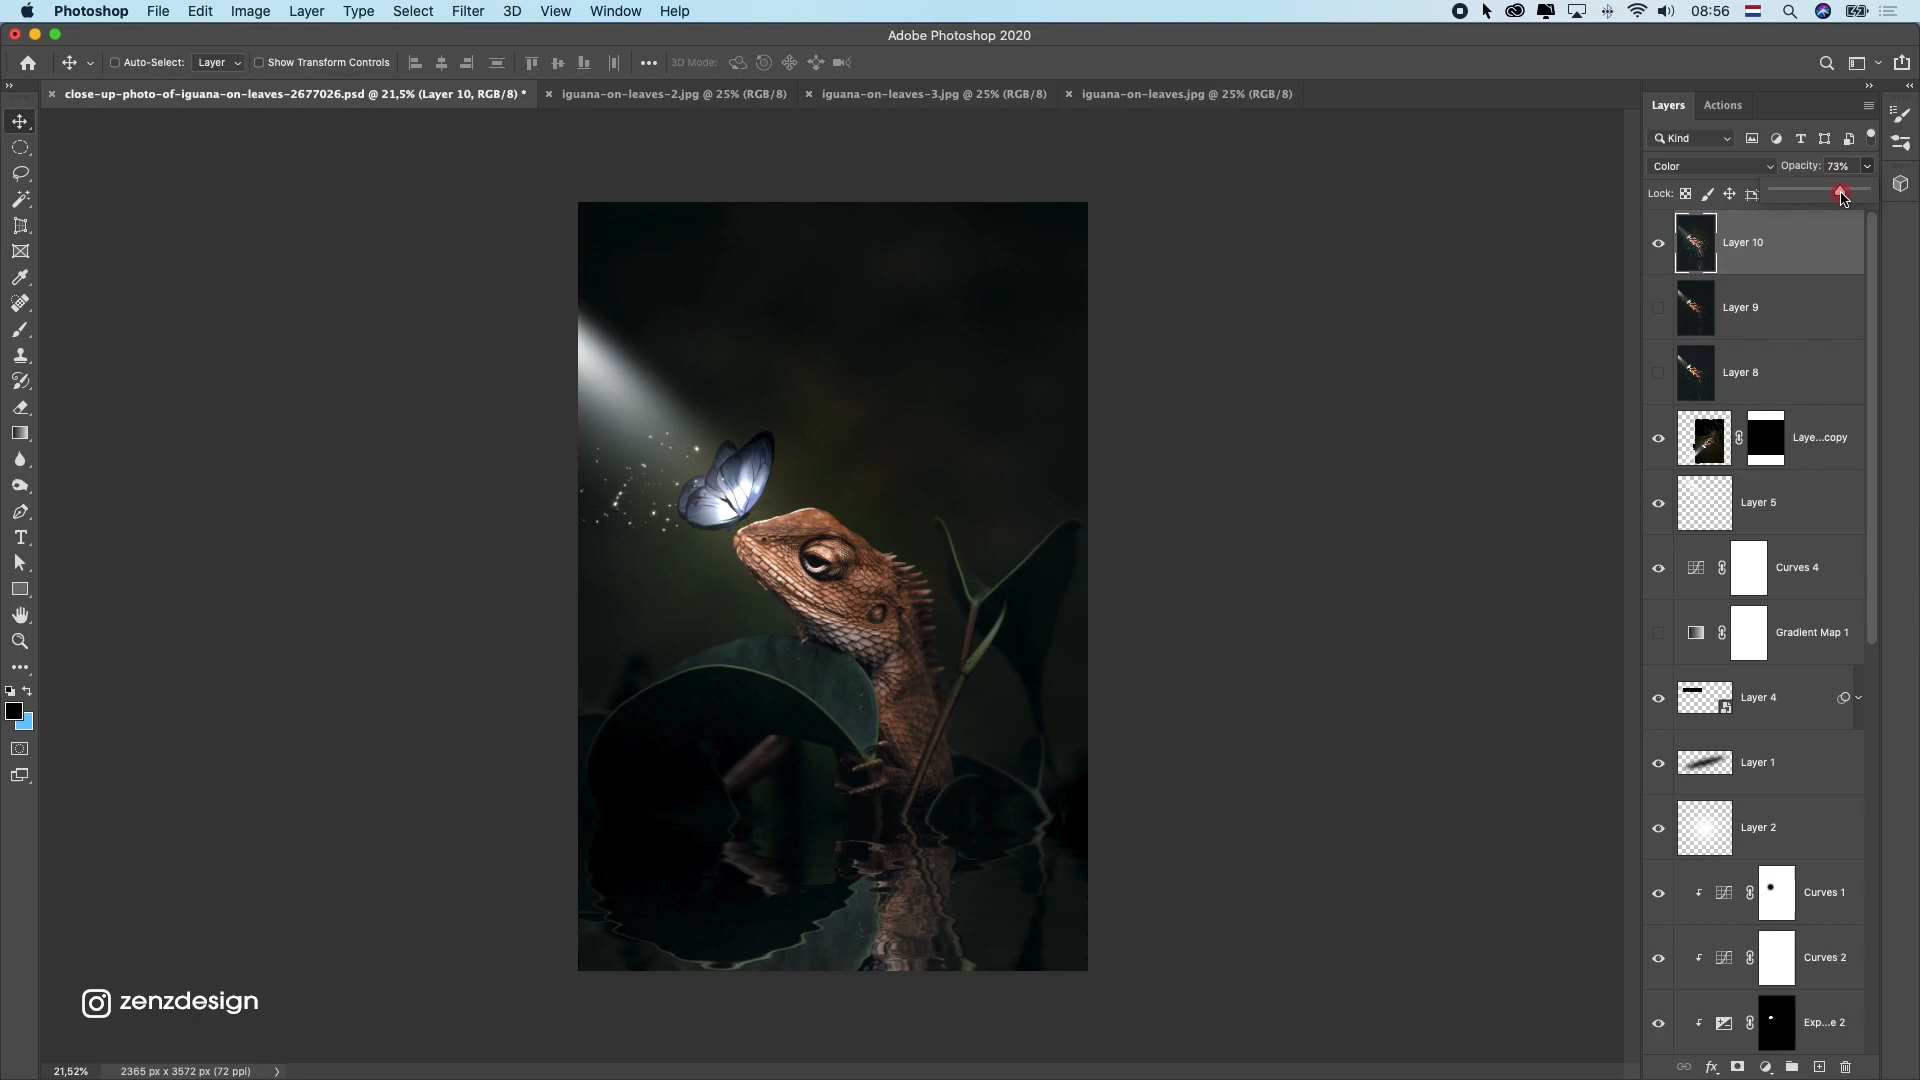 Photoshop File Edit Image Layer Type Select Filter 3D View Window Help 08:56
Adobe Photoshop 2020
Auto-Select: Layer Show Transform Controls 3D Mode:
close-up-photo-of-iguana-on-leaves-2677026.psd @ 21,5% (Layer 10, RGB/8) * iguana-on-leaves-2.jpg @ 25% (RGB/8) iguana-on-leaves-3.jpg @ 25% (RGB/8) iguana-on-leaves.jpg @ 25% (RGB/8)
Layers Actions
Kind
Color Opacity: 73%
Lock:
Layer 10
Layer 9
Layer 8
Laye...copy
Layer 5
Curves 4
Gradient Map 1
Layer 4
Layer 1
Layer 2
Curves 1
Curves 2
Exp...e 2
zenzdesign
21,52% 2365 px x 3572 px (72 ppi)